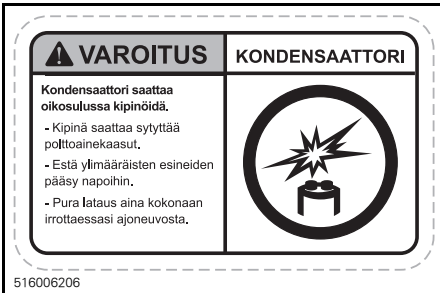 VAROITUS
KONDENSAATTORI
Kondensaattori saattaa
oikosulussa kipinöidä.
- Kipinä saattaa sytyttää
polttoainekaasut.
- Estä ylimääräisten esineiden
pääsy napoihin.
- Pura lataus aina kokonaan
irrottaessasi ajoneuvosta.
516006206